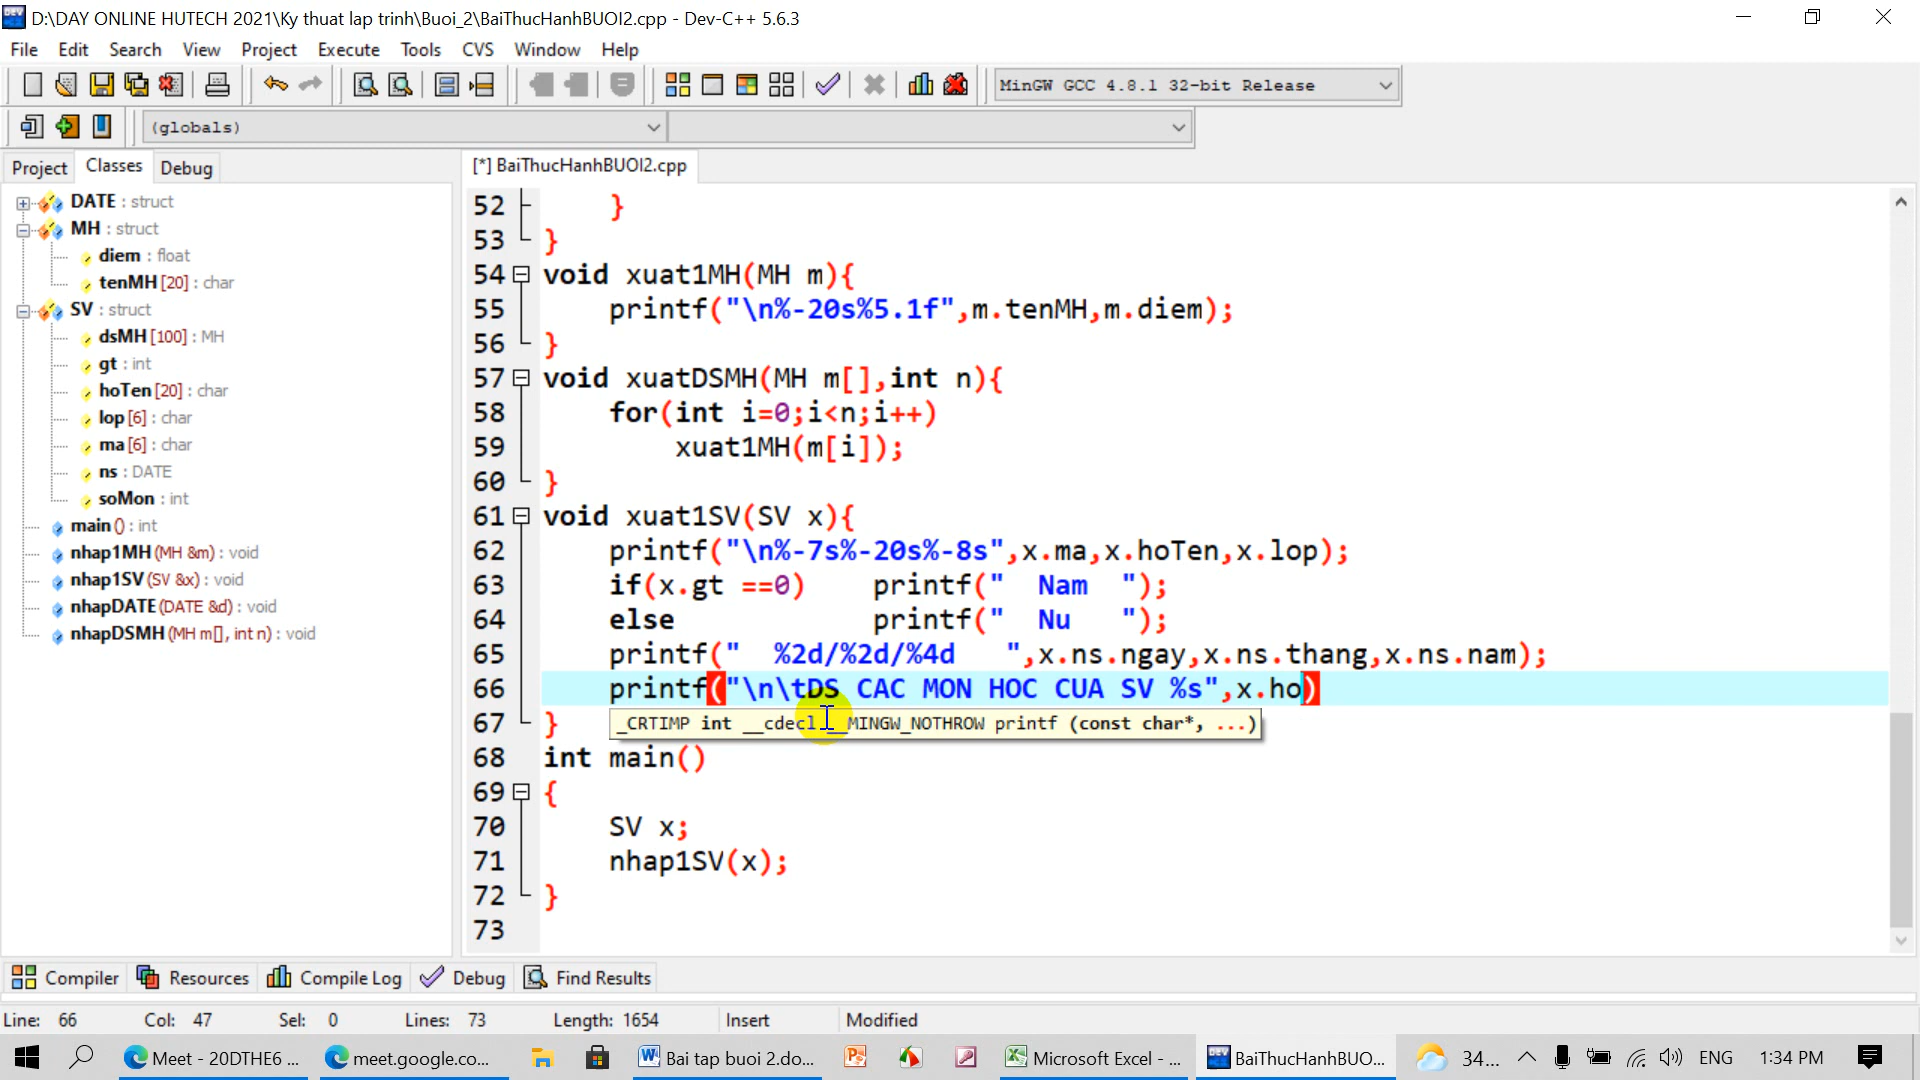 D:\DAY ONLINE HUTECH 2021\Ky thuat lap trinh\Buoi_2\BaiThucHanhBUOI2.cpp - Dev-C++ 5.6.3
File Edit Search View Project Execute Tools CVS Window Help
MinGW GCC 4.8.1 32-bit Release
(globals)
Project Classes Debug
[*] BaiThucHanhBUOI2.cpp
DATE : struct
MH : struct
diem : float
tenMH [20] : char
SV : struct
dsMH [100] : MH
gt : int
hoTen [20] : char
lop [6] : char
ma [6] : char
ns : DATE
soMon : int
main () : int
nhap1MH (MH &m) : void
nhap1SV (SV &x) : void
nhapDATE (DATE &d) : void
nhapDSMH (MH m[], int n) : void
52 }
53 }
54 void xuat1MH(MH m){
55 printf("\n%-20s%5.1f",m.tenMH,m.diem);
56 }
57 void xuatDSMH(MH m[],int n){
58 for(int i=0;i<n;i++)
59 xuat1MH(m[i]);
60 }
61 void xuat1SV(SV x){
62 printf("\n%-7s%-20s%-8s",x.ma,x.hoTen,x.lop);
63 if(x.gt ==0) printf("  Nam  ");
64 else printf("  Nu   ");
65 printf("  %2d/%2d/%4d   ",x.ns.ngay,x.ns.thang,x.ns.nam);
66 printf("\n\tDS CAC MON HOC CUA SV %s",x.ho)
67 }
_CRTIMP int __cdecl __MINGW_NOTHROW printf (const char*, ...)
68 int main()
69 {
70 SV x;
71 nhap1SV(x);
72 }
73
Compiler Resources Compile Log Debug Find Results
Line: 66 Col: 47 Sel: 0 Lines: 73 Length: 1654 Insert Modified
Meet - 20DTHE6 ... meet.google.co... Bai tap buoi 2.do... Microsoft Excel - ... BaiThucHanhBUO... 34... ENG 1:34 PM